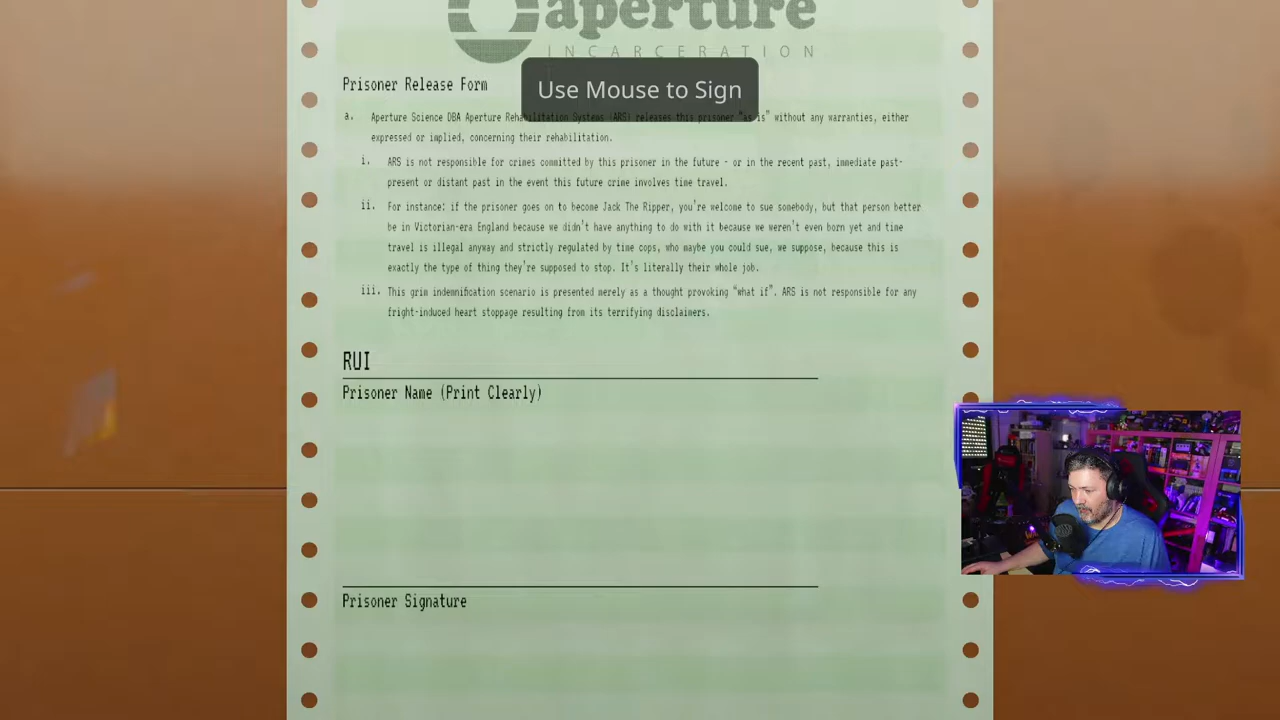 aperture
INCARCERATION
Prisoner Release Form
Use Mouse to Sign
a. Aperture Science DBA Aperture Rehabilitation Systems (ARS) releases this prisoner "as is" without any warranties, either
expressed or implied, concerning their rehabilitation.
i. ARS is not responsible for crimes committed by this prisoner in the future - or in the recent past, immediate past-
present or distant past in the event this future crime involves time travel.
ii. For instance: if the prisoner goes on to become Jack The Ripper, you're welcome to sue somebody, but that person better
be in Victorian-era England because we didn't have anything to do with it because we weren't even born yet and time
travel is illegal anyway and strictly regulated by time cops, who maybe you could sue, we suppose, because this is
exactly the type of thing they're supposed to stop. It's literally their whole job.
iii. This grim indemnification scenario is presented merely as a thought provoking "what if". ARS is not responsible for any
fright-induced heart stoppage resulting from its terrifying disclaimers.
RUI
Prisoner Name (Print Clearly)
Prisoner Signature